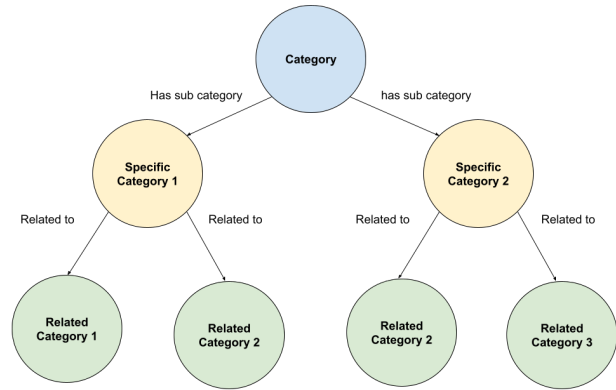 Category
Has sub category
has sub category
Specific
Category 1
Specific
Category 2
Related to
Related to
Related to
Related to
Related
Category 1
Related
Category 2
Related
Category 2
Related
Category 3